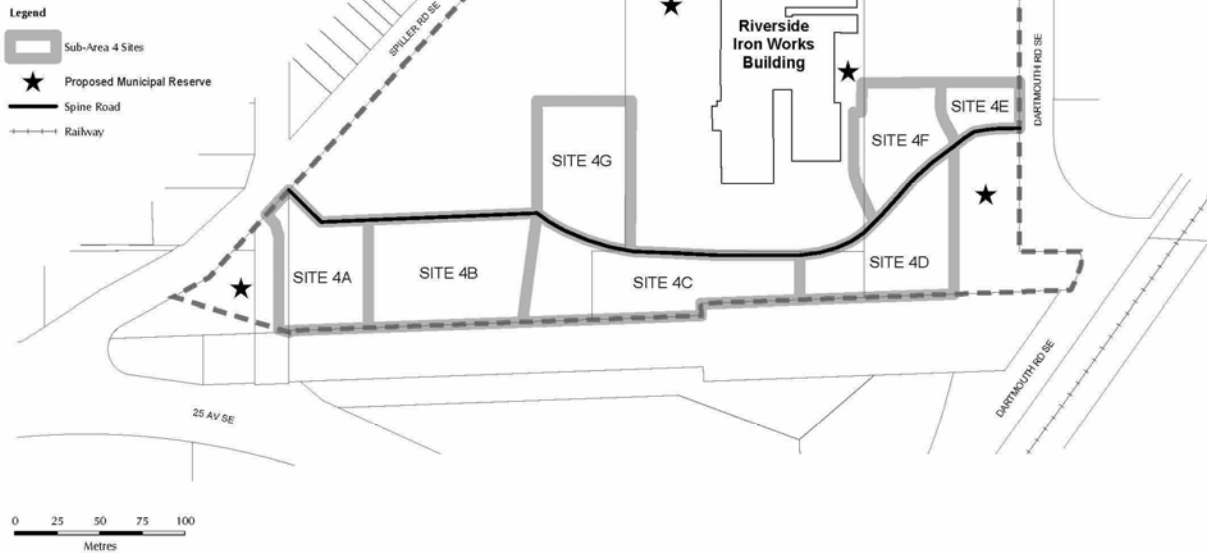 Legend
Sub-Area 4 Sites
Proposed Municipal Reserve
Spine Road
Railway
SPILLER RD SE
Riverside
Iron Works
Building
DARTMOUTH RD SE
SITE 4E
SITE 4F
SITE 4G
SITE 4A
SITE 4B
SITE 4C
SITE 4D
DARTMOUTH RD SE
25 AV SE
0 25 50 75 100
Metres